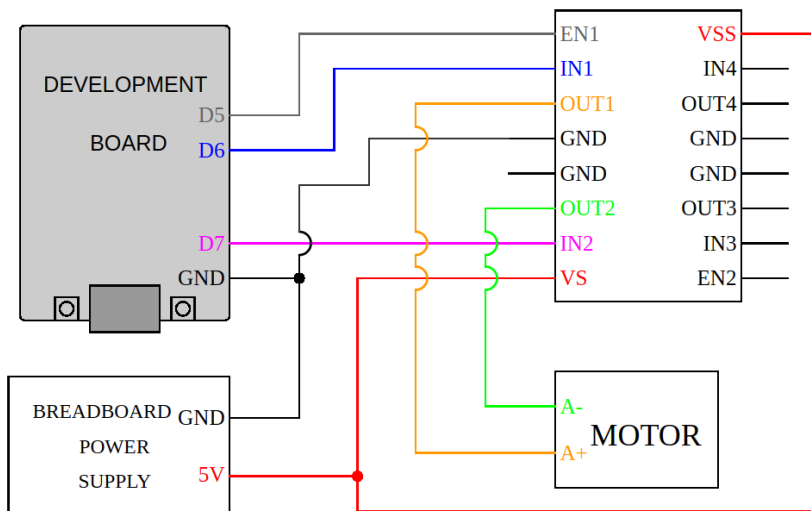 DEVELOPMENT
BOARD
D5
D6
D7
GND
BREADBOARD
POWER
SUPPLY
GND
5V
EN1
IN1
OUT1
GND
GND
OUT2
IN2
VS
VSS
IN4
OUT4
GND
GND
OUT3
IN3
EN2
A-
MOTOR
A+